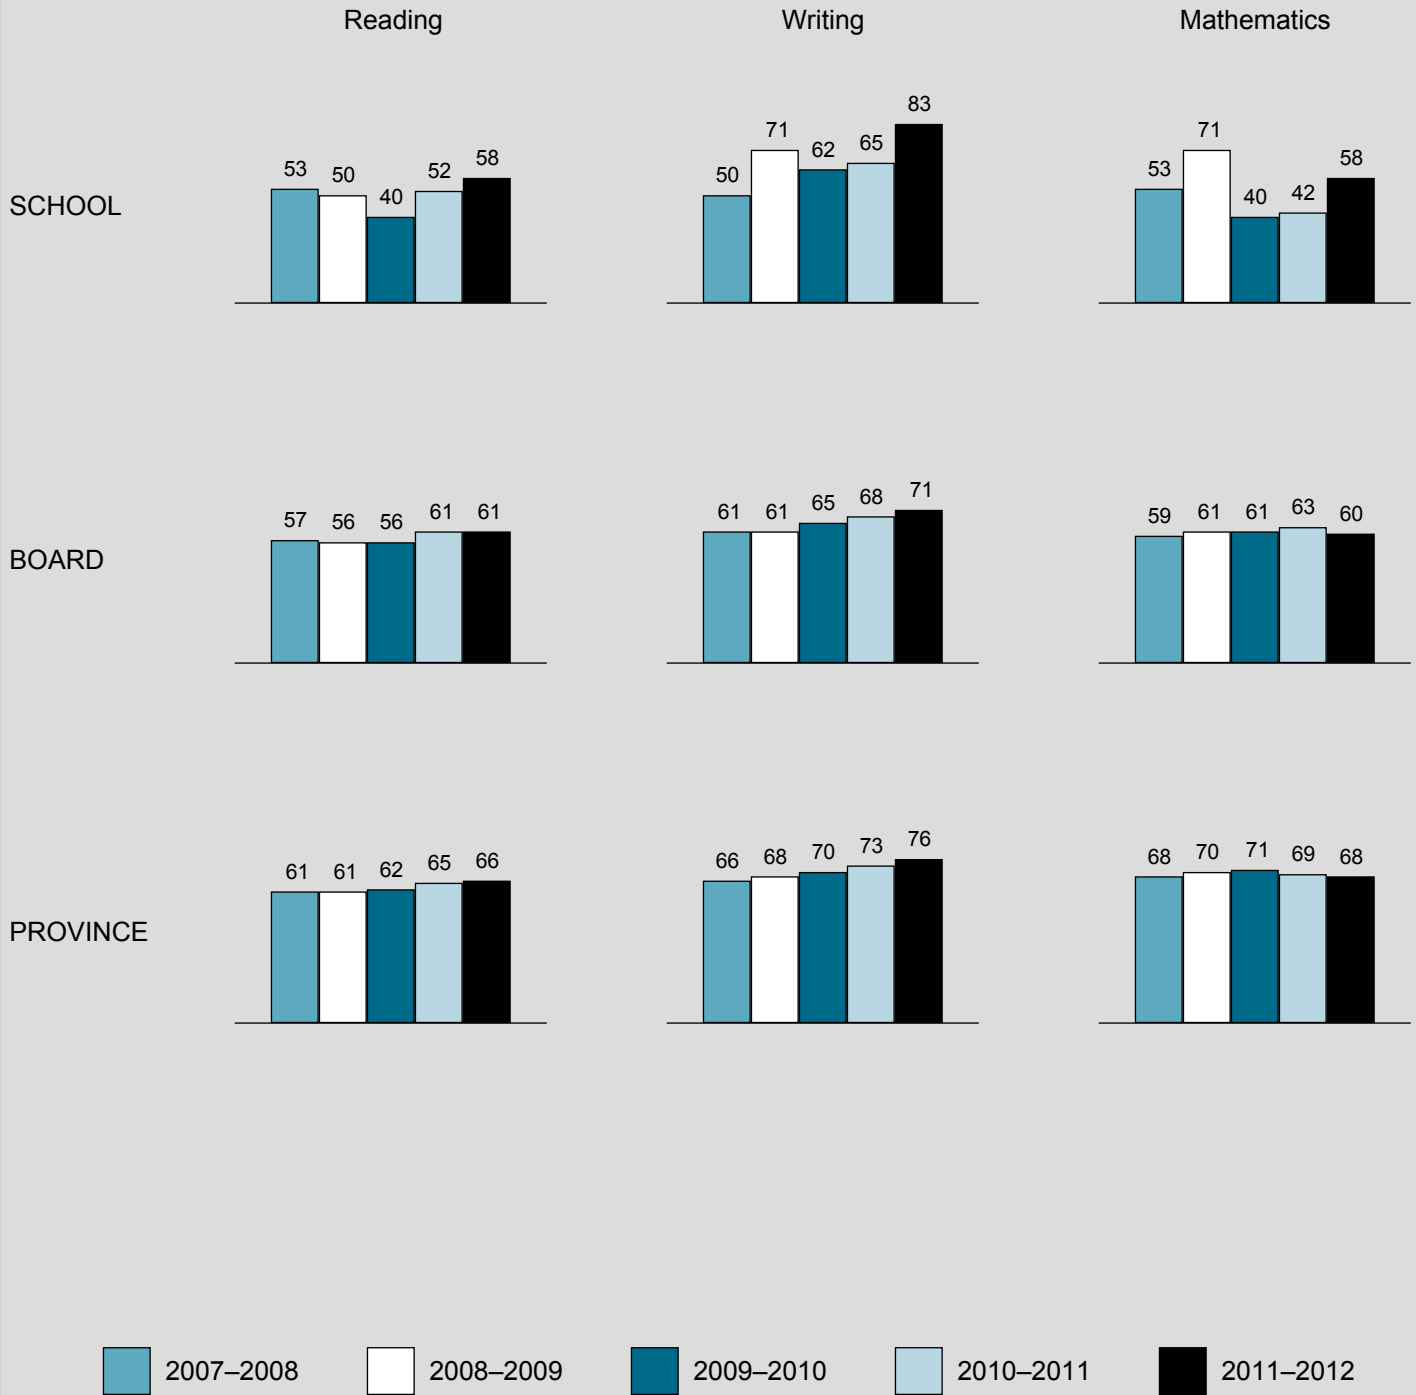 Reading Writing Mathematics
SCHOOL
53 50 40 52 58
50 71 62 65 83
53 71 40 42 58
BOARD
57 56 56 61 61
61 61 65 68 71
59 61 61 63 60
PROVINCE
61 61 62 65 66
66 68 70 73 76
68 70 71 69 68
2007–2008 2008–2009 2009–2010 2010–2011 2011–2012